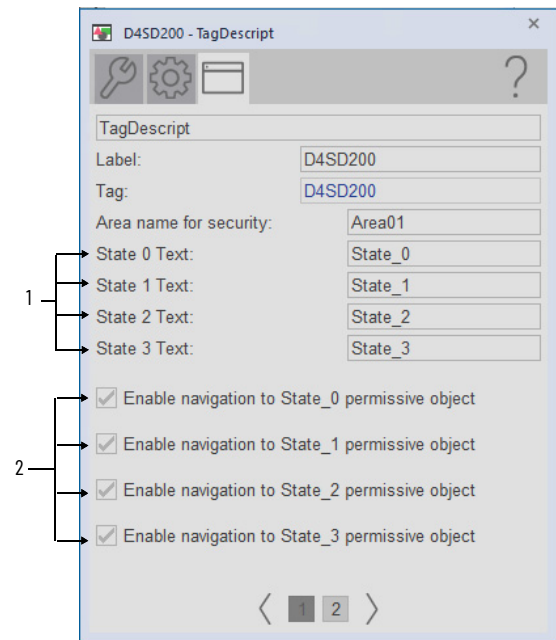 D4SD200 - TagDescript
×
?
TagDescript
Label: D4SD200
Tag: D4SD200
Area name for security: Area01
State 0 Text: State_0
1
State 1 Text: State_1
State 2 Text: State_2
State 3 Text: State_3
Enable navigation to State_0 permissive object
Enable navigation to State_1 permissive object
2
Enable navigation to State_2 permissive object
Enable navigation to State_3 permissive object
1 2